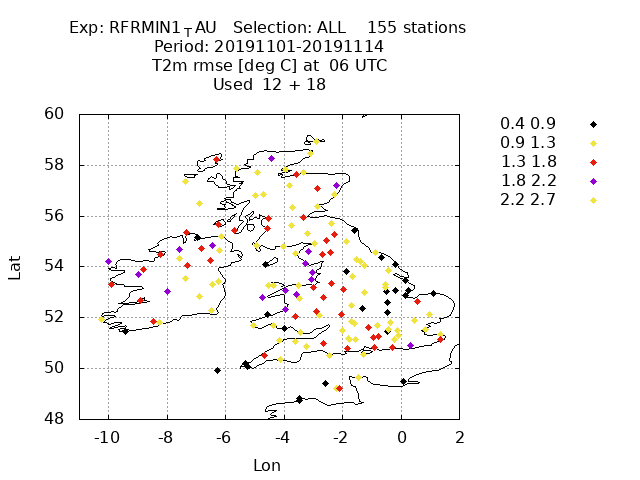 Exp: RFRMIN1_TAU   Selection: ALL    155 stations
Period: 20191101-20191114
T2m rmse [deg C] at  06 UTC
Used  12 + 18
60
58
56
54
52
50
48
Lat
-10 -8 -6 -4 -2 0 2
Lon
0.4 0.9
0.9 1.3
1.3 1.8
1.8 2.2
2.2 2.7